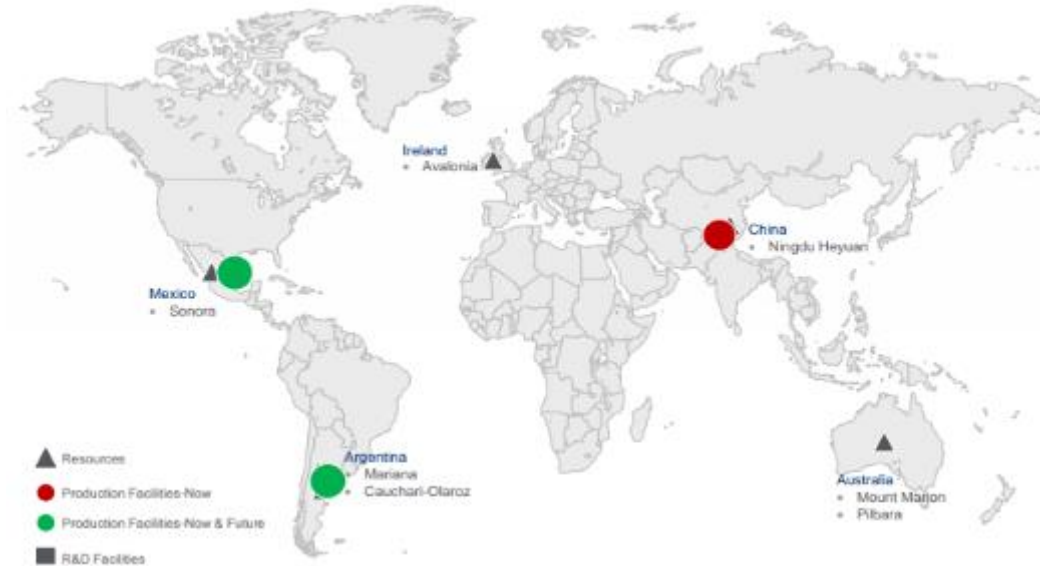 Ireland
• Avalonia
China
• Ningdu Heyuan
Mexico
• Sonora
Argentina
• Mariana
• Cauchari-Olaroz
Australia
• Mount Marion
• Pilbara
Resources
Production Facilities-Now
Production Facilities-Now & Future
R&D Facilities